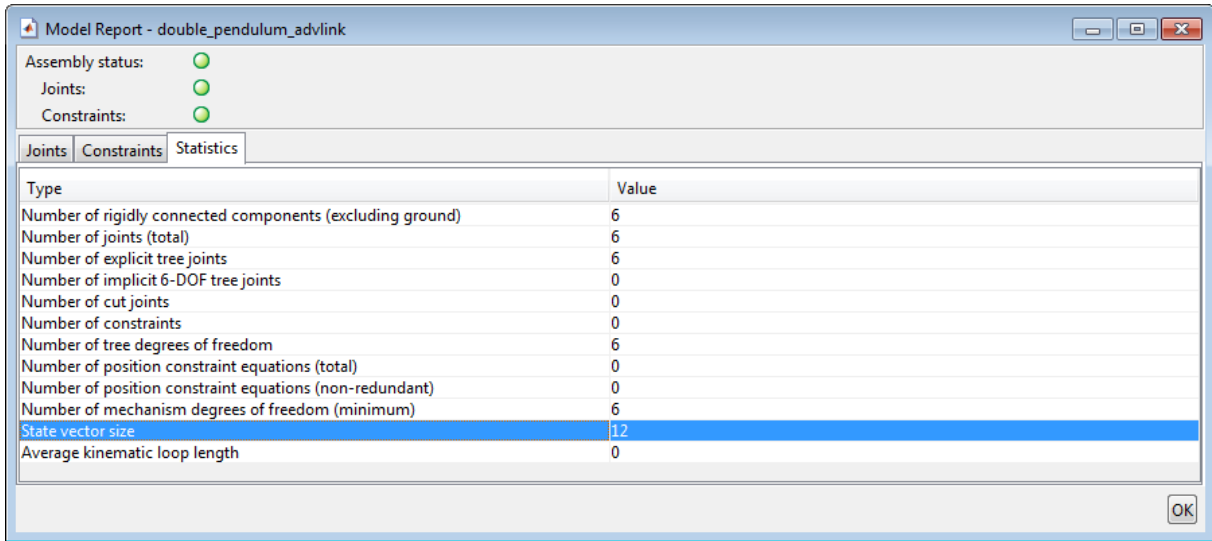 Model Report - double_pendulum_advlink
Assembly status:
Joints:
Constraints:
Joints Constraints Statistics
Type Value
Number of rigidly connected components (excluding ground) 6
Number of joints (total) 6
Number of explicit tree joints 6
Number of implicit 6-DOF tree joints 0
Number of cut joints 0
Number of constraints 0
Number of tree degrees of freedom 6
Number of position constraint equations (total) 0
Number of position constraint equations (non-redundant) 0
Number of mechanism degrees of freedom (minimum) 6
State vector size 12
Average kinematic loop length 0
OK